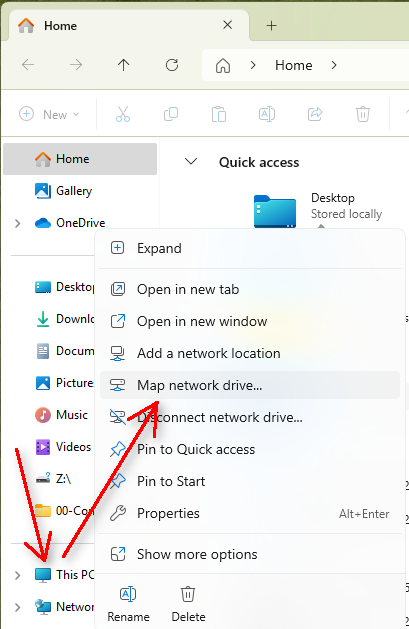 Home
Home
New
Home
Quick access
Gallery
Desktop
Stored locally
OneDrive
Expand
Open in new tab
Open in new window
Add a network location
Map network drive...
Disconnect network drive...
Pin to Quick access
Pin to Start
Properties Alt+Enter
Show more options
Rename Delete
Desktop
Downlo
Docum
Picture
Music
Videos
Z:\
00-Con
This PC
Networ